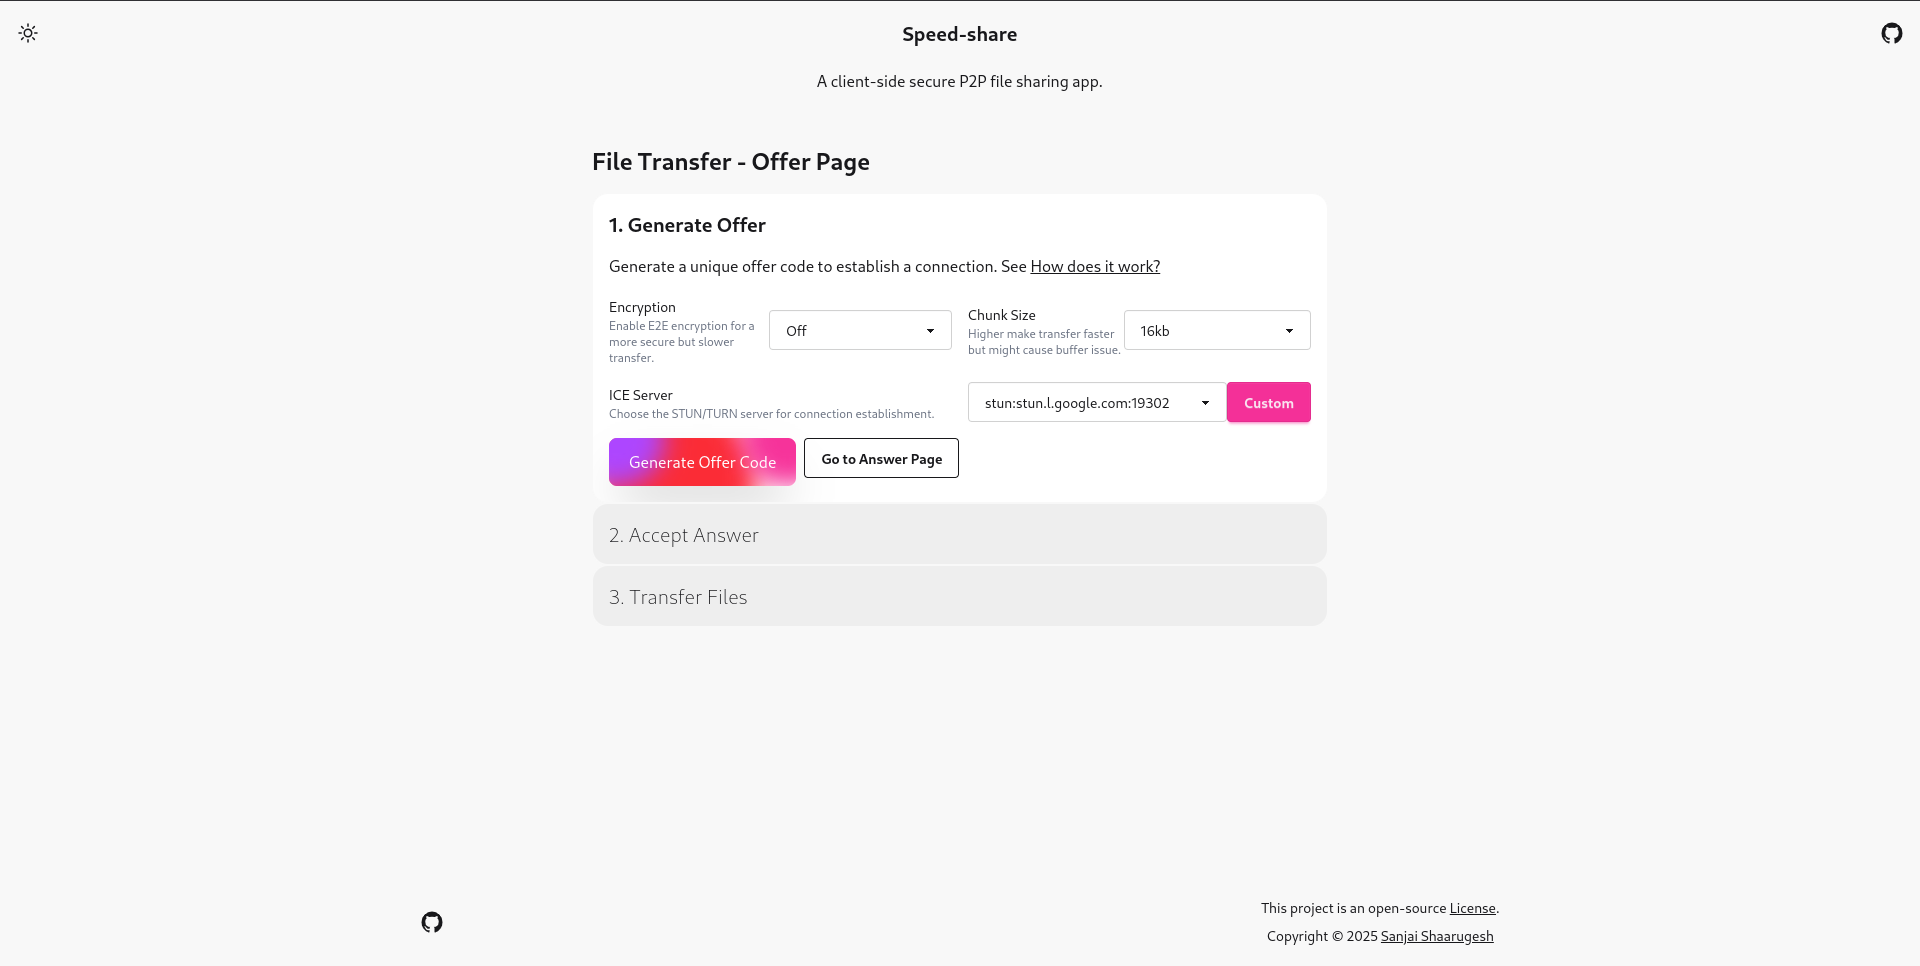 Speed-share
A client-side secure P2P file sharing app.
File Transfer - Offer Page
1. Generate Offer
Generate a unique offer code to establish a connection. See How does it work?
Encryption
Enable E2E encryption for a
more secure but slower
transfer.
Off
Chunk Size
Higher make transfer faster
but might cause buffer issue.
16kb
ICE Server
Choose the STUN/TURN server for connection establishment.
stun:stun.l.google.com:19302
Custom
Generate Offer Code
Go to Answer Page
2. Accept Answer
3. Transfer Files
This project is an open-source License.
Copyright © 2025 Sanjai Shaarugesh